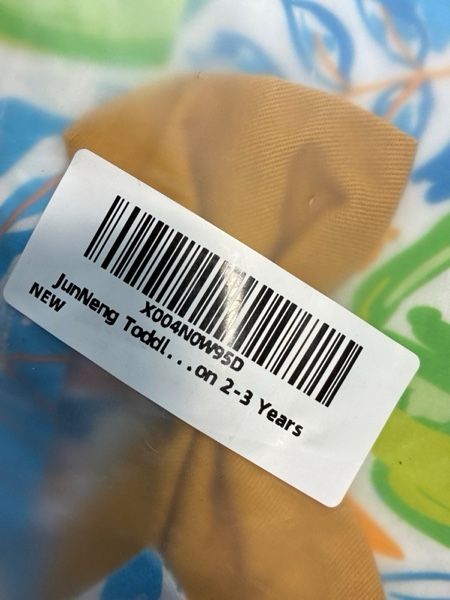 X004N0W95D
JunNeng Toddl...on 2-3 Years
NEW